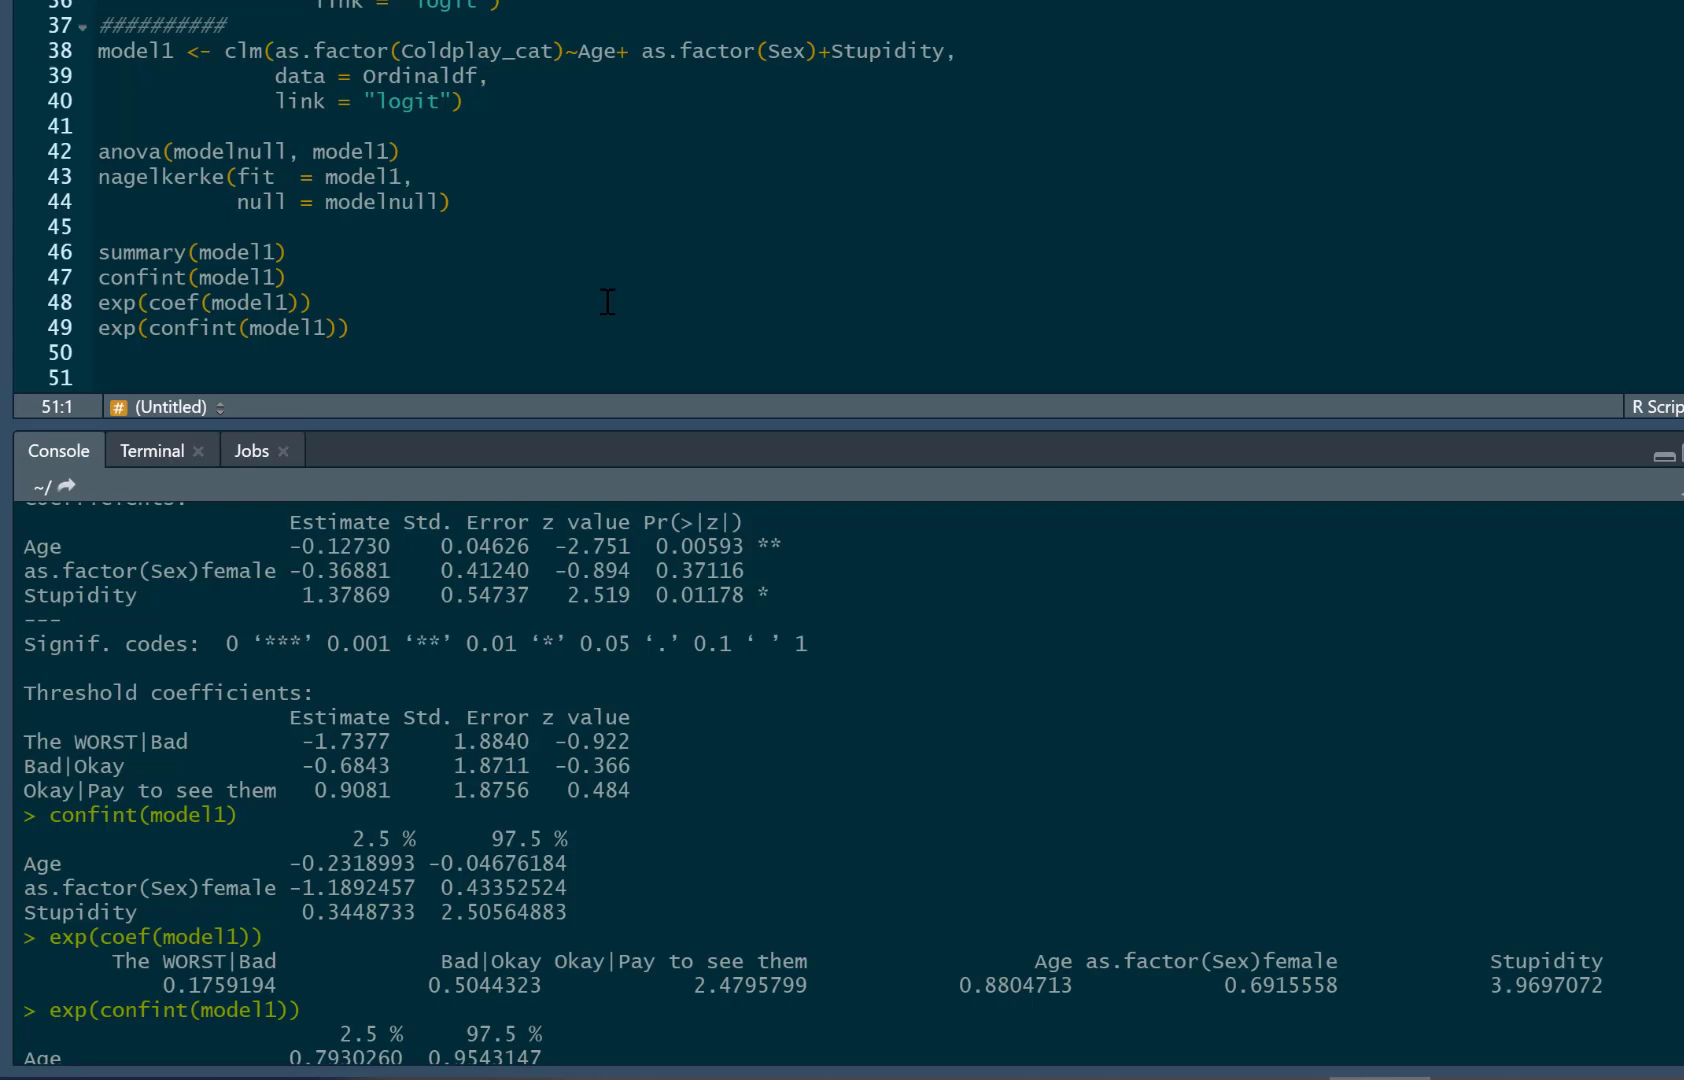 36 link = "logit")
37 ##########
38 model1 <- clm(as.factor(Coldplay_cat)~Age+ as.factor(Sex)+Stupidity,
39 data = Ordinaldf,
40 link = "logit")
41
42 anova(modelnull, model1)
43 nagelkerke(fit  = model1,
44 null = modelnull)
45
46 summary(model1)
47 confint(model1)
48 exp(coef(model1))
49 exp(confint(model1))
50
51
51:1 # (Untitled) R Scrip
Console Terminal × Jobs ×
~/
Coefficients:
Estimate Std. Error z value Pr(>|z|)
Age -0.12730 0.04626 -2.751 0.00593 **
as.factor(Sex)female -0.36881 0.41240 -0.894 0.37116
Stupidity 1.37869 0.54737 2.519 0.01178 *
---
Signif. codes:  0 ‘***’ 0.001 ‘**’ 0.01 ‘*’ 0.05 ‘.’ 0.1 ‘ ’ 1
Threshold coefficients:
Estimate Std. Error z value
The WORST|Bad -1.7377 1.8840 -0.922
Bad|Okay -0.6843 1.8711 -0.366
Okay|Pay to see them 0.9081 1.8756 0.484
> confint(model1)
2.5 % 97.5 %
Age -0.2318993 -0.04676184
as.factor(Sex)female -1.1892457 0.43352524
Stupidity 0.3448733 2.50564883
> exp(coef(model1))
The WORST|Bad Bad|Okay Okay|Pay to see them Age as.factor(Sex)female Stupidity
0.1759194 0.5044323 2.4795799 0.8804713 0.6915558 3.9697072
> exp(confint(model1))
2.5 % 97.5 %
Age 0.7930260 0.9543147